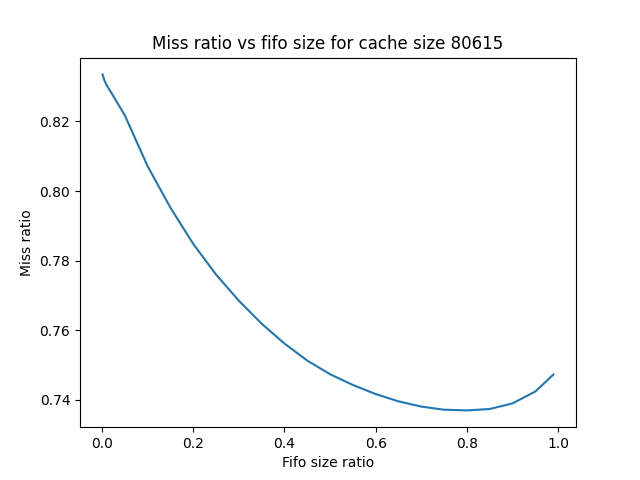 Miss ratio vs fifo size for cache size 80615
0.82
0.80
0.78
0.76
0.74
Miss ratio
0.0 0.2 0.4 0.6 0.8 1.0
Fifo size ratio